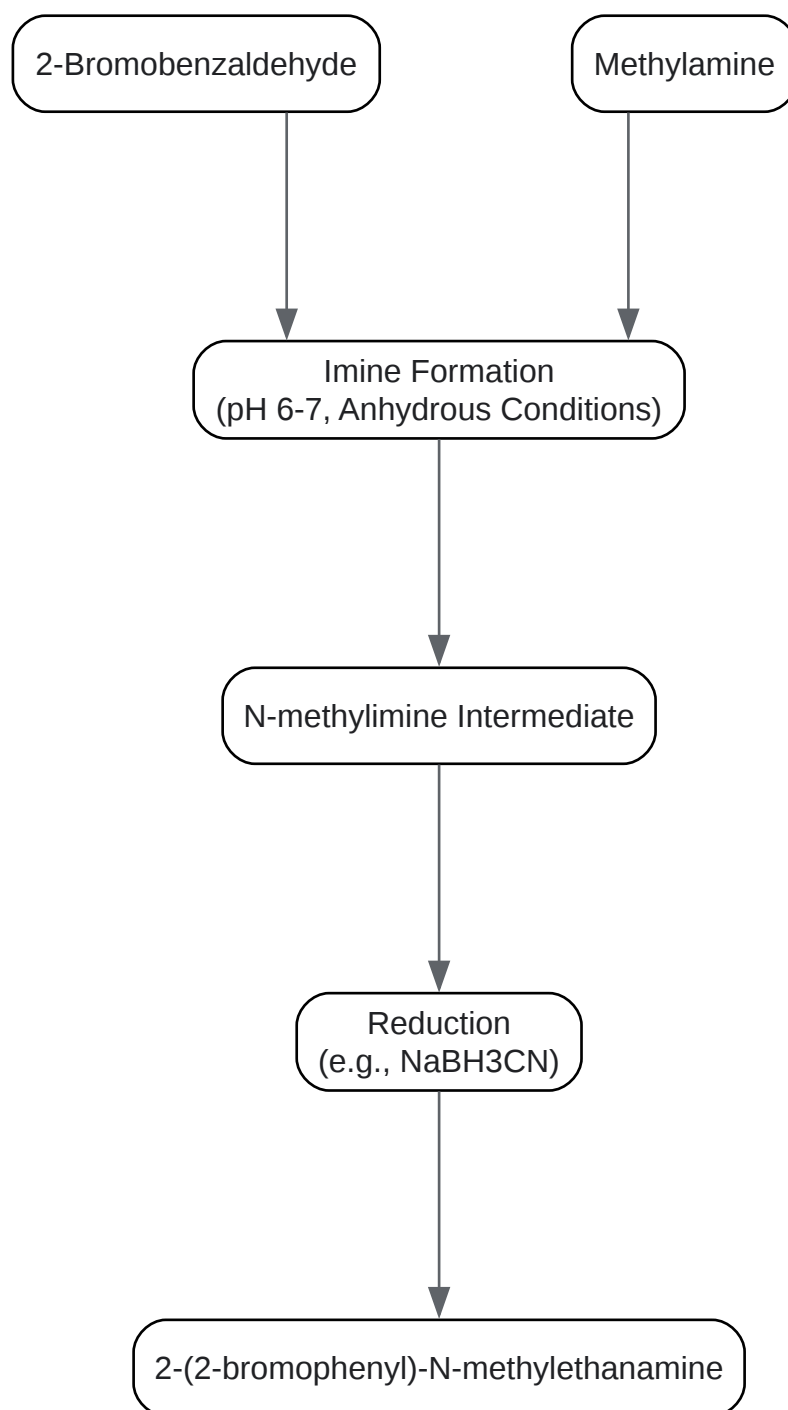 2-Bromobenzaldehyde
Methylamine
Imine Formation
(pH 6-7, Anhydrous Conditions)
N-methylimine Intermediate
Reduction
(e.g., NaBH3CN)
2-(2-bromophenyl)-N-methylethanamine